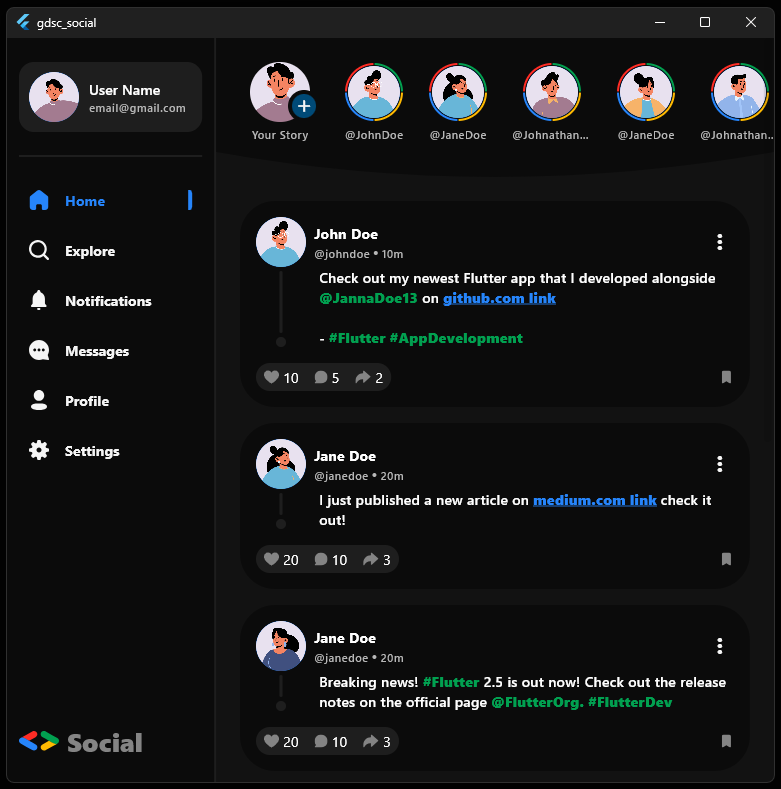 gdsc_social
User Name
email@gmail.com
Home
Explore
Notifications
Messages
Profile
Settings
Social
Your Story
@JohnDoe
@JaneDoe
@Johnathan...
@JaneDoe
@Johnathan...
John Doe
@johndoe • 10m
Check out my newest Flutter app that I developed alongside
@JannaDoe13 on github.com link
- #Flutter #AppDevelopment
10 5 2
Jane Doe
@janedoe • 20m
I just published a new article on medium.com link check it
out!
20 10 3
Jane Doe
@janedoe • 20m
Breaking news! #Flutter 2.5 is out now! Check out the release
notes on the official page @FlutterOrg. #FlutterDev
20 10 3